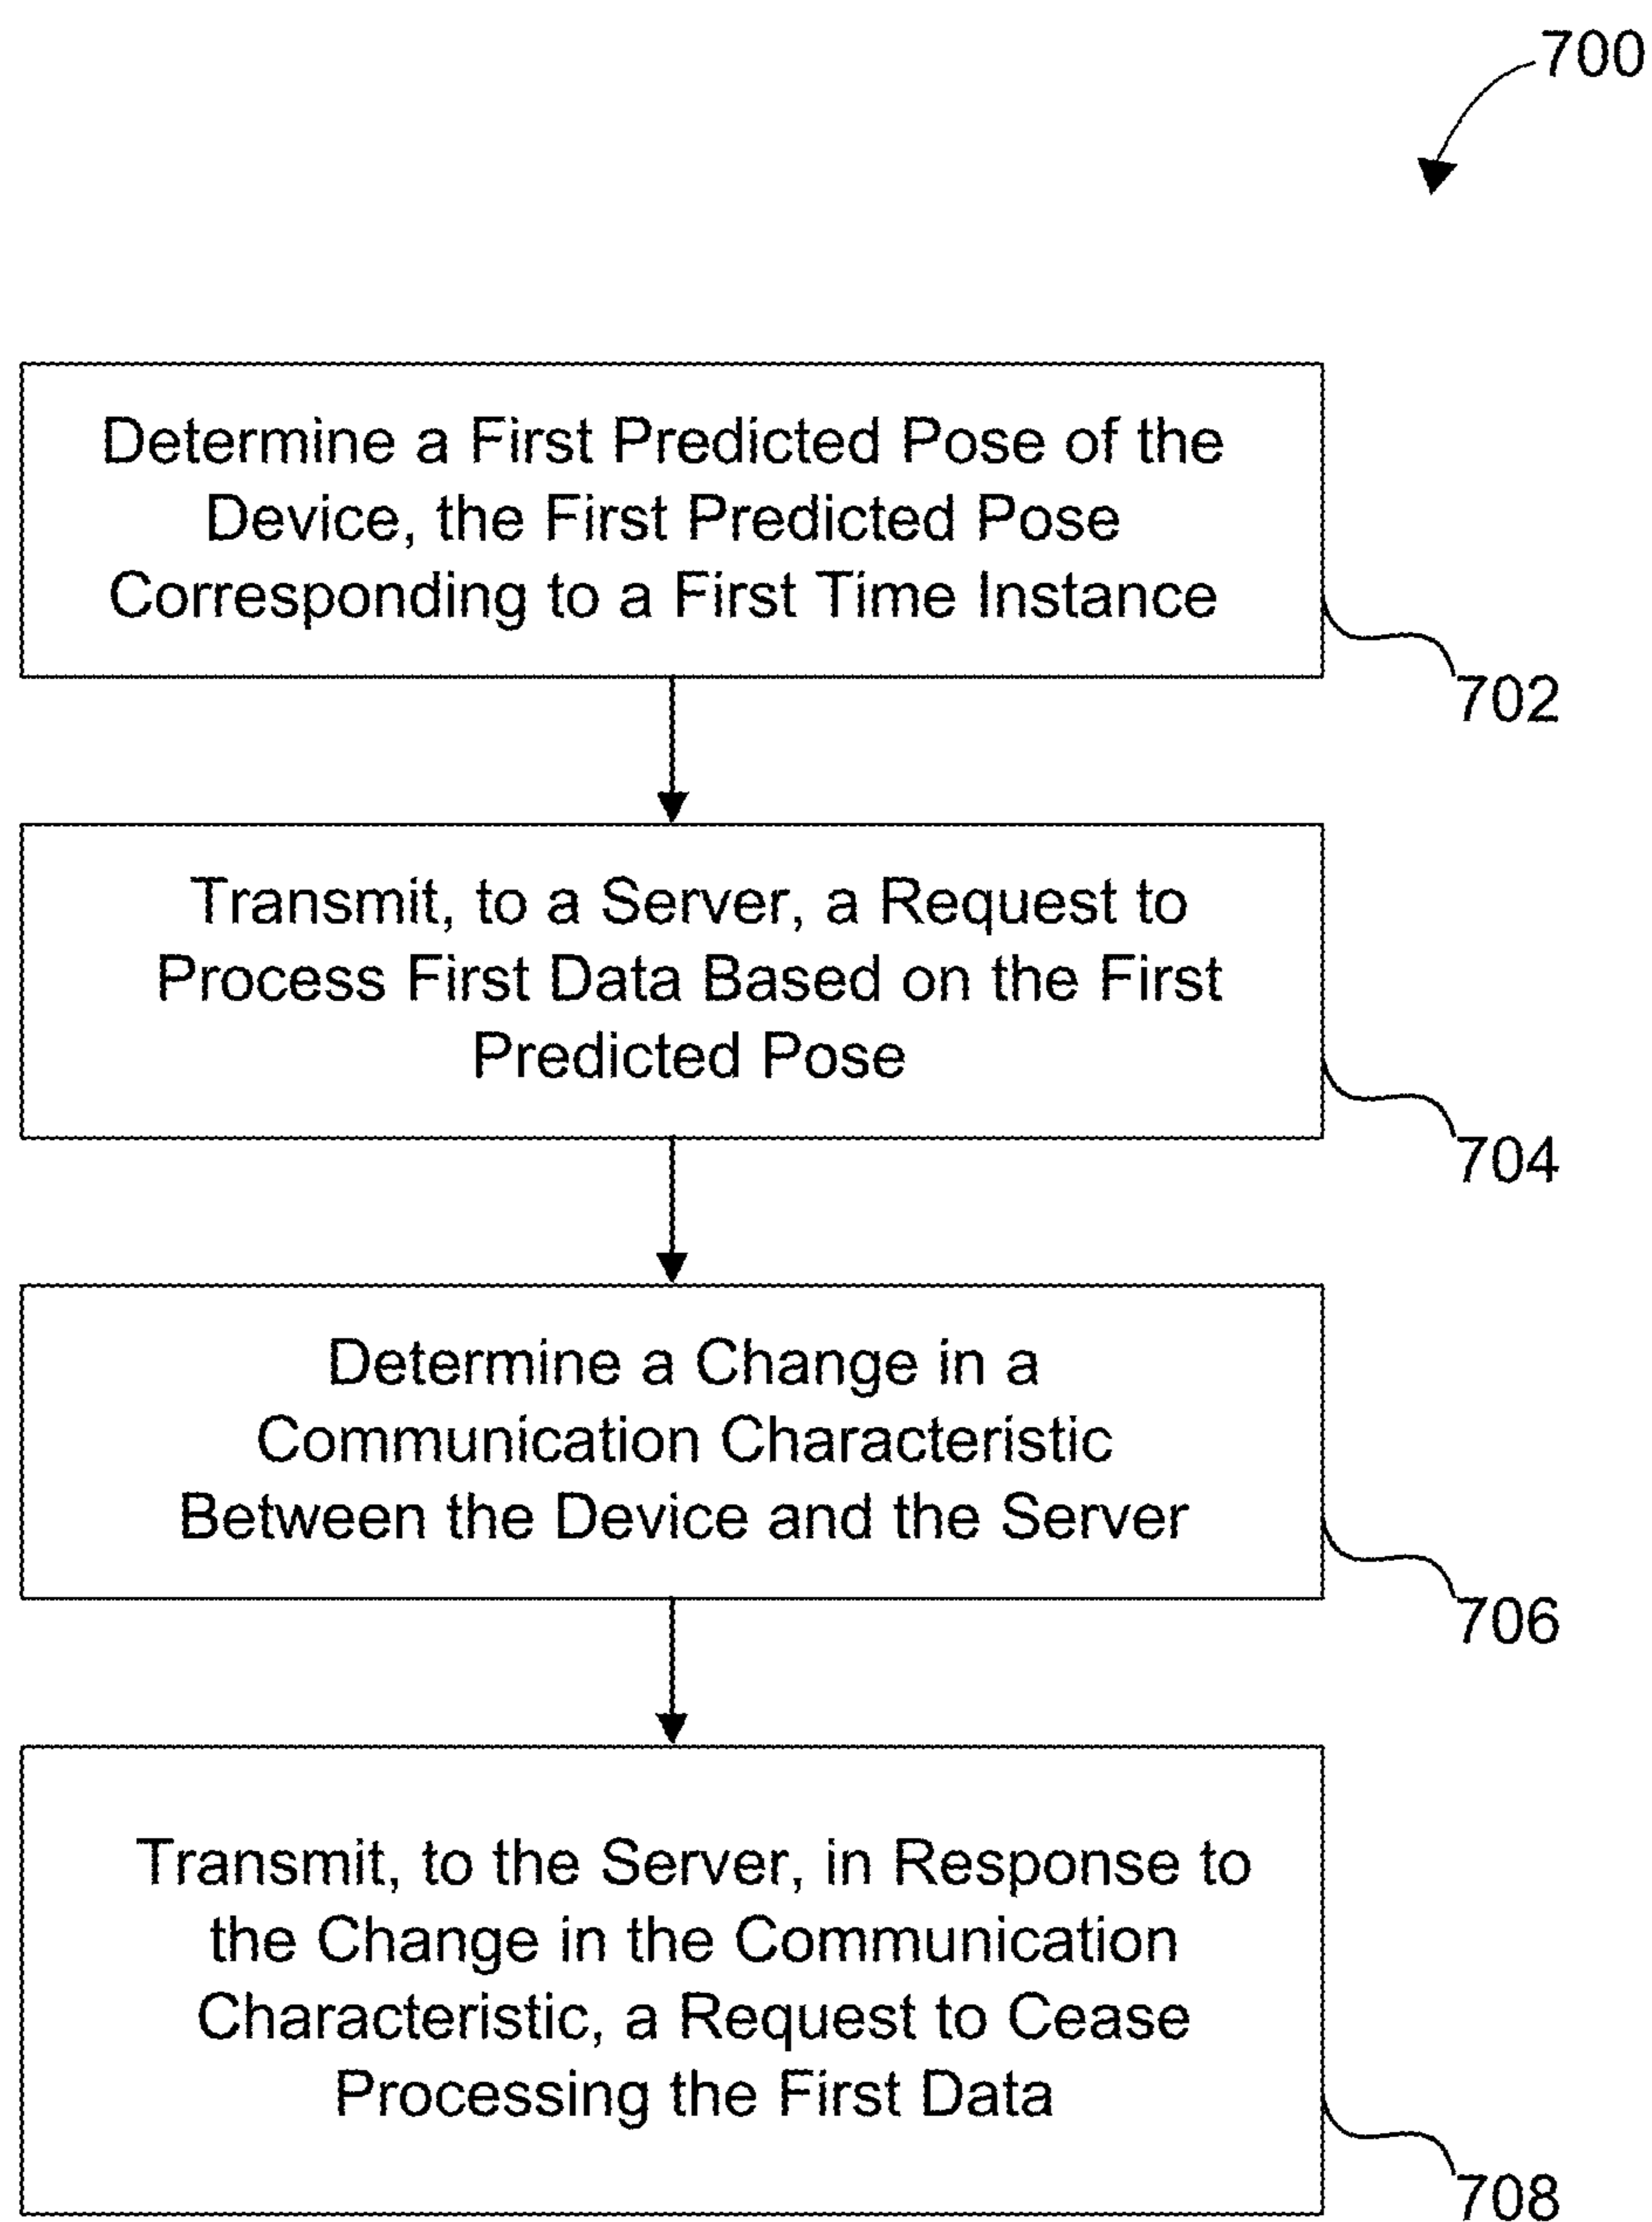 700
Determine a First Predicted Pose of the
Device, the First Predicted Pose
Corresponding to a First Time Instance
702
Transmit, to a Server, a Request to
Process First Data Based on the First
Predicted Pose
704
Determine a Change in a
Communication Characteristic
Between the Device and the Server
706
Transmit, to the Server, in Response to
the Change in the Communication
Characteristic, a Request to Cease
Processing the First Data
708